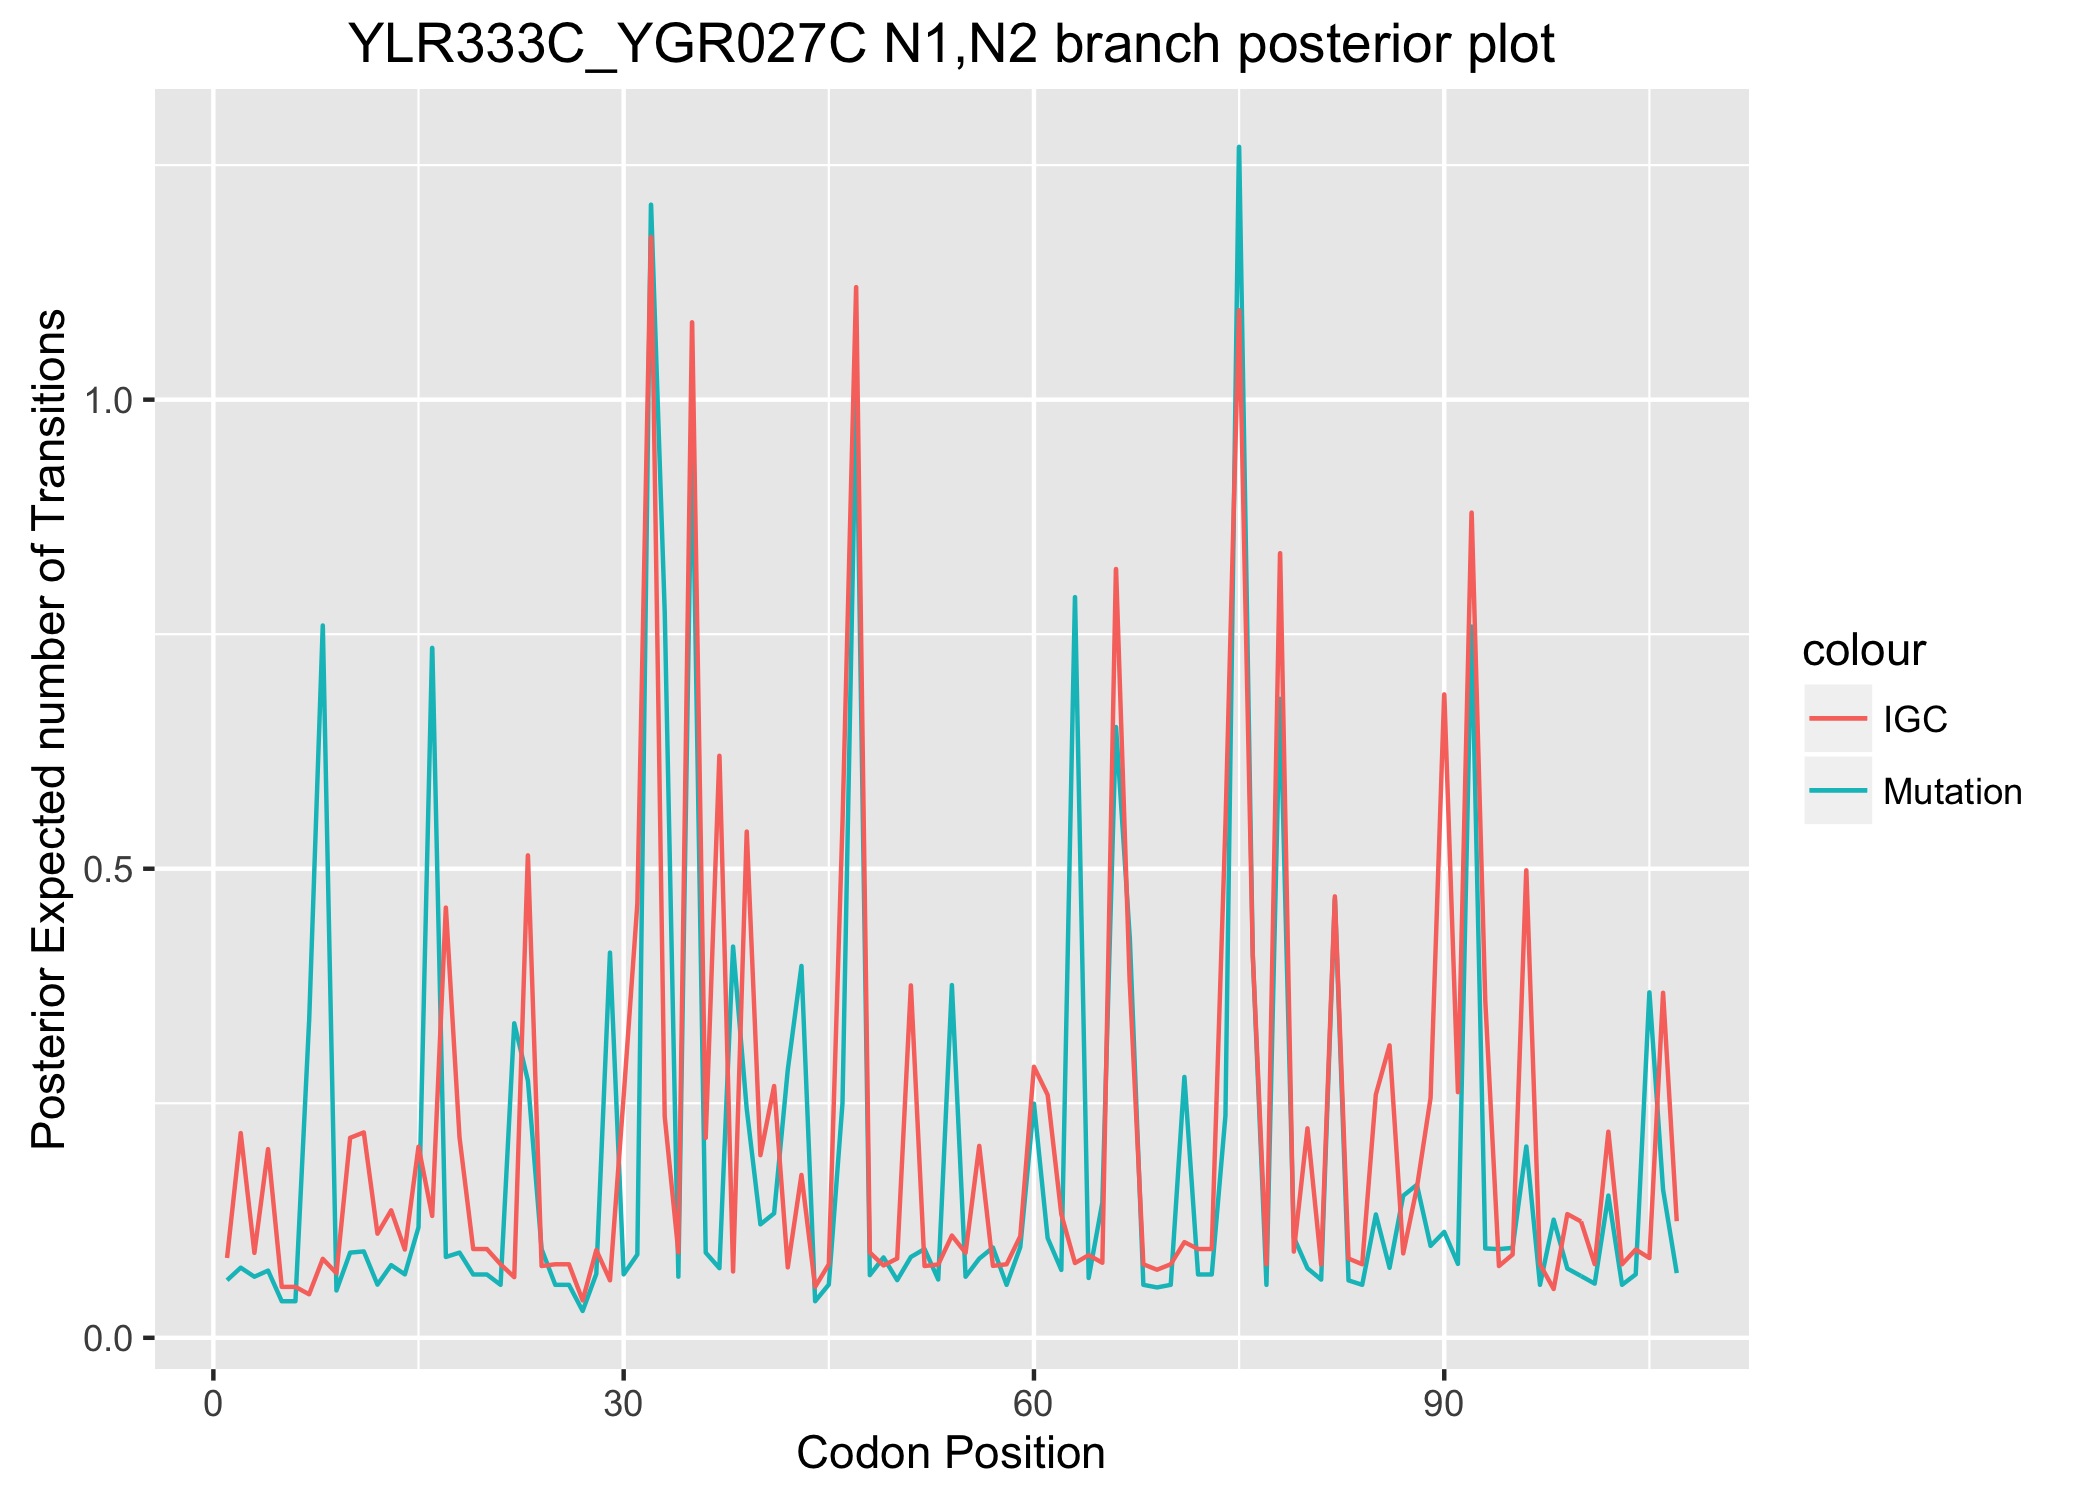 YLR333C_YGR027C N1,N2 branch posterior plot
Posterior Expected number of Transitions
1.0
0.5
0.0
0
30
60
90
Codon Position
colour
IGC
Mutation